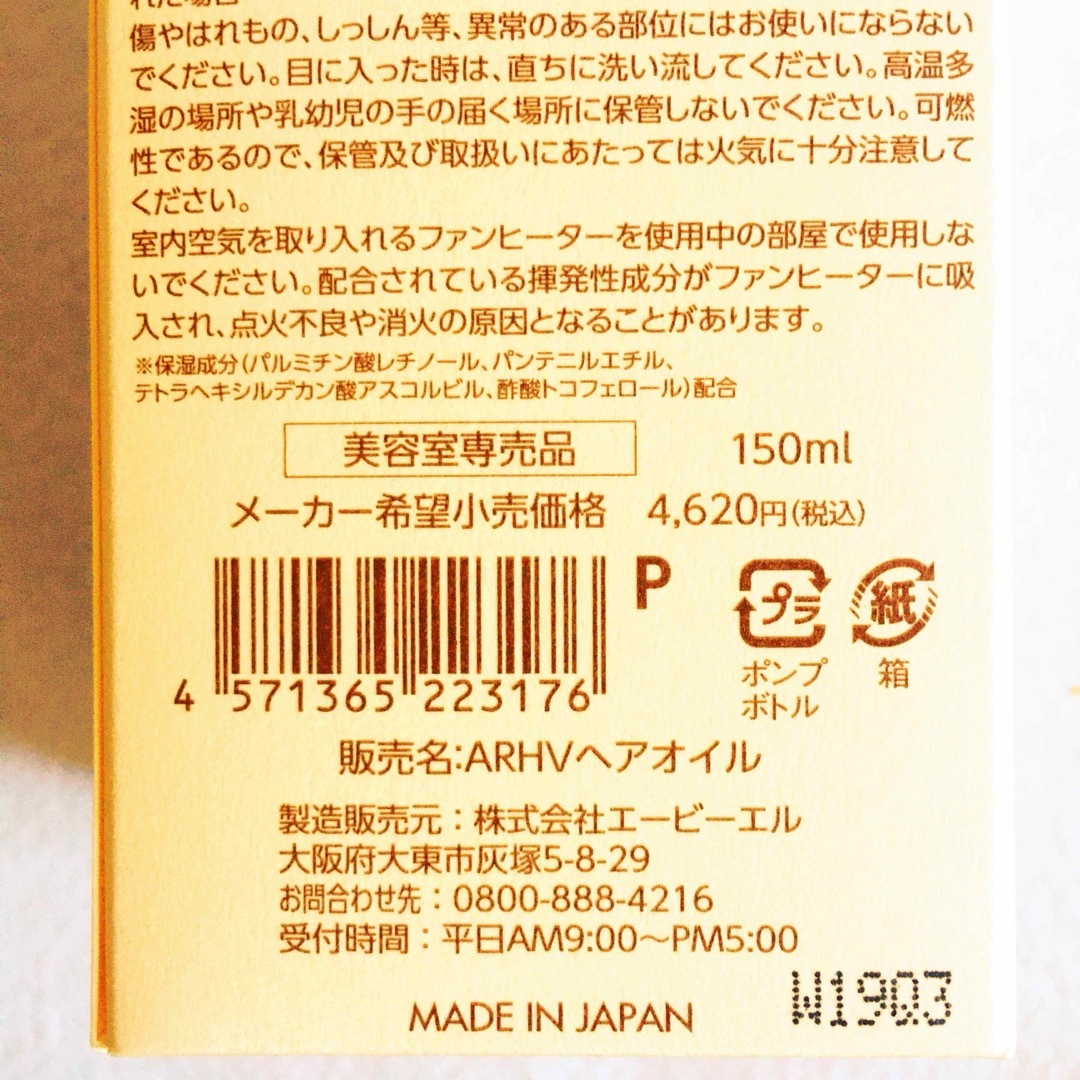 れた場合
傷やはれもの、しっしん等、異常のある部位にはお使いにならない
でください。目に入った時は、直ちに洗い流してください。高温多
湿の場所や乳幼児の手の届く場所に保管しないでください。可燃
性であるので、保管及び取扱いにあたっては火気に十分注意して
ください。
室内空気を取り入れるファンヒーターを使用中の部屋で使用しな
いでください。配合されている揮発性成分がファンヒーターに吸
入され、点火不良や消火の原因となることがあります。
※保湿成分(パルミチン酸レチノール、パンテニルエチル、
テトラヘキシルデカン酸アスコルビル、酢酸トコフェロール)配合
美容室専売品 150ml
メーカー希望小売価格 4,620円(税込)
P
プラ 紙
ポンプ 箱
ボトル
4 571365 223176
販売名:ARHVヘアオイル
製造販売元：株式会社エービーエル
大阪府大東市灰塚5-8-29
お問合わせ先：0800-888-4216
受付時間：平日AM9:00〜PM5:00
W19Q3
MADE IN JAPAN